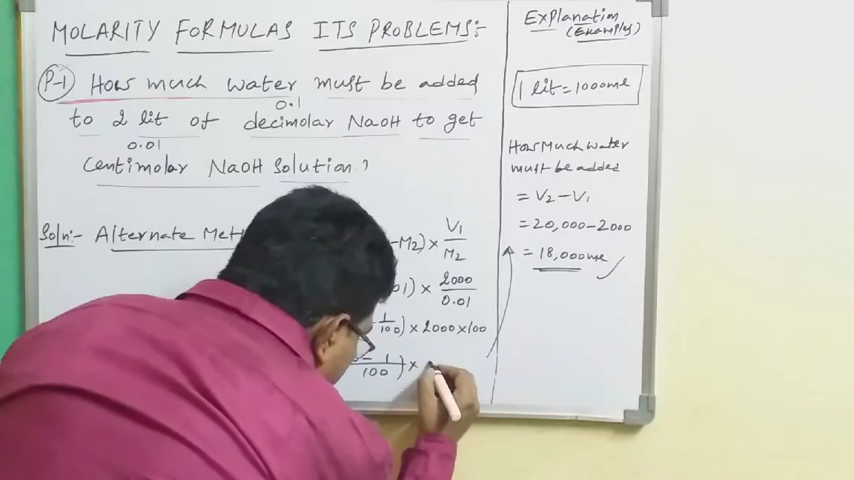 MOLARITY FORMULAS ITS PROBLEMS:-
P-1 How much water must be added
0.1
to 2 lit of decimolar NaOH to get
0.01
Centimolar NaOH Solution?
Soln:- Alternate Met
-M2) × V1/M2
01) × 2000/0.01
- 1/100) × 2000×100
- 1/100) ×
Explanation
(Example)
1 lit = 1000ml
How Much water
must be added
= V2 - V1
= 20,000 - 2000
= 18,000ml ✓